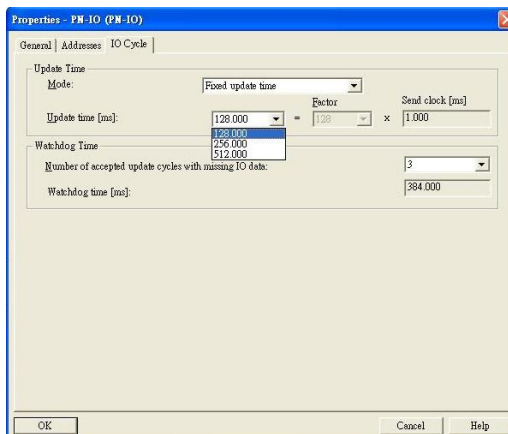 Properties - PN-IO (PN-IO)
General Addresses IO Cycle
Update Time
Mode: Fixed update time
Factor Send clock [ms]
Update time [ms]: 128.000 = 128 x 1.000
128.000
256.000
512.000
Watchdog Time
Number of accepted update cycles with missing IO data: 3
Watchdog time [ms]: 384.000
OK Cancel Help